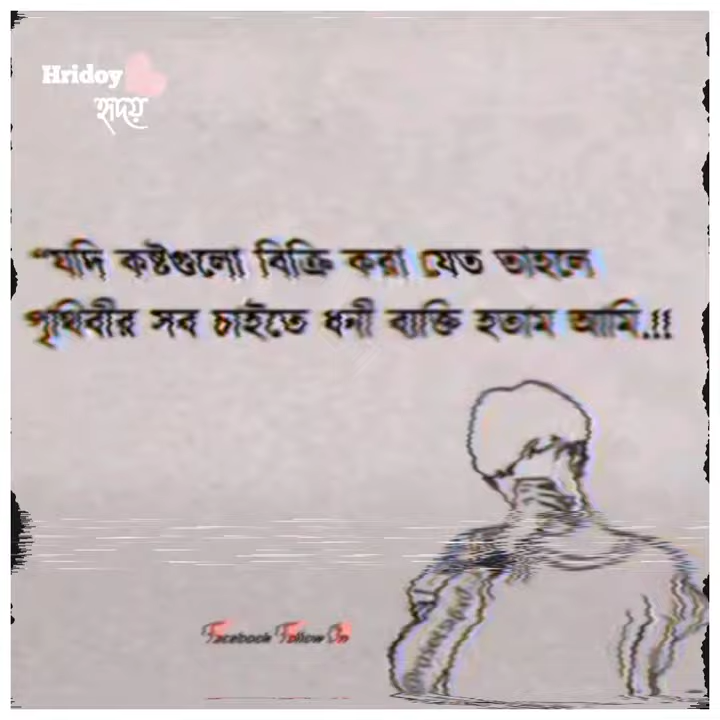 Hridoy
হৃদয়
“যদি কষ্টগুলো বিক্রি করা যেত তাহলে
পৃথিবীর সব চাইতে ধনী ব্যক্তি হতাম আমি.!!
Facebook Follow On